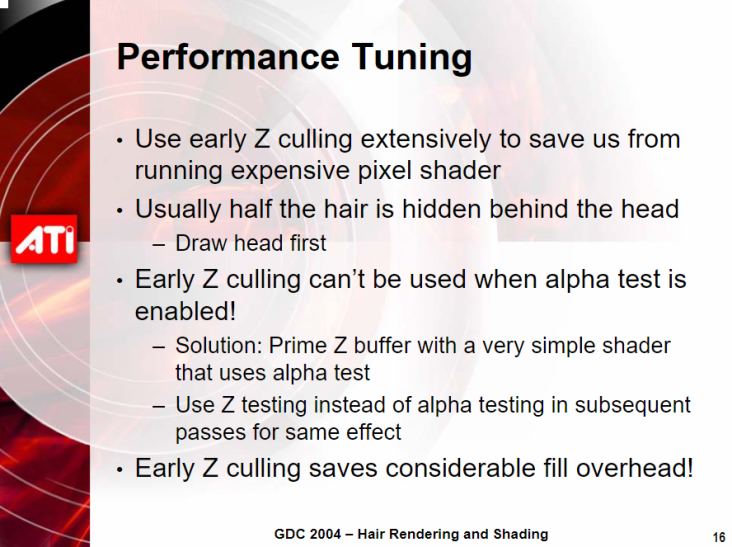 Performance Tuning
• Use early Z culling extensively to save us from
running expensive pixel shader
• Usually half the hair is hidden behind the head
– Draw head first
• Early Z culling can't be used when alpha test is
enabled!
– Solution: Prime Z buffer with a very simple shader
that uses alpha test
– Use Z testing instead of alpha testing in subsequent
passes for same effect
• Early Z culling saves considerable fill overhead!
ATI
GDC 2004 – Hair Rendering and Shading
16